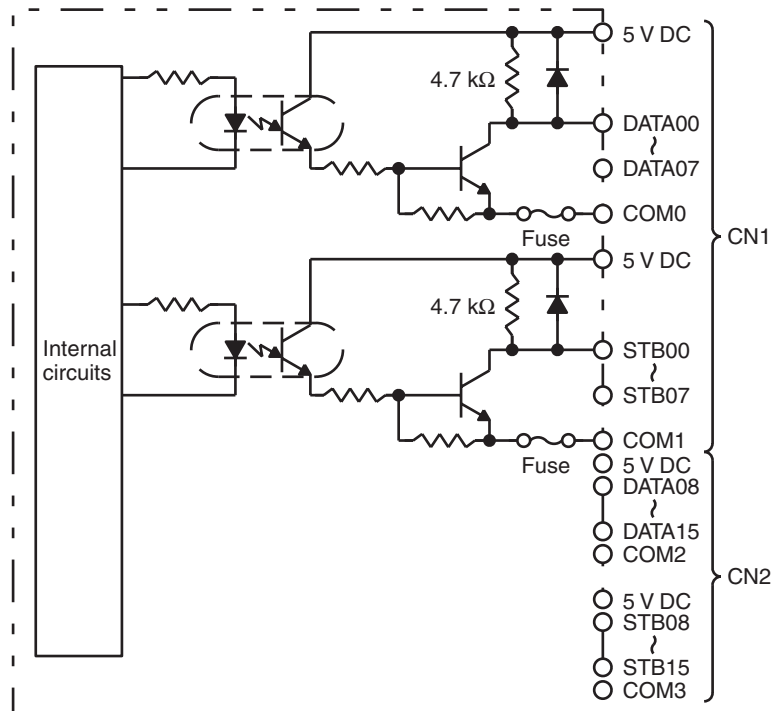 5 V DC
4.7 kΩ
DATA00
~
DATA07
COM0
Fuse
CN1
5 V DC
4.7 kΩ
Internal
circuits
STB00
~
STB07
COM1
Fuse
5 V DC
DATA08
~
DATA15
COM2
CN2
5 V DC
STB08
~
STB15
COM3